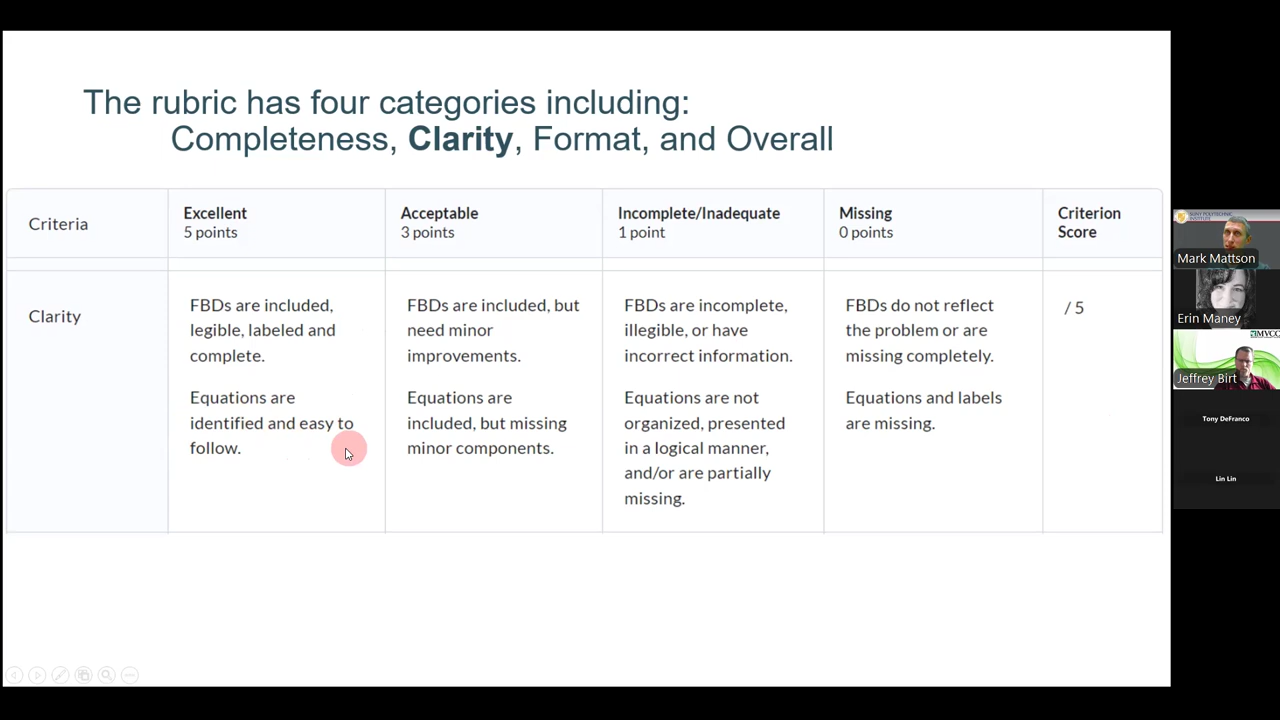 The rubric has four categories including:
Completeness, Clarity, Format, and Overall
Criteria
Excellent
5 points
Acceptable
3 points
Incomplete/Inadequate
1 point
Missing
0 points
Criterion
Score
Clarity
FBDs are included,
legible, labeled and
complete.
Equations are
identified and easy to
follow.
FBDs are included, but
need minor
improvements.
Equations are
included, but missing
minor components.
FBDs are incomplete,
illegible, or have
incorrect information.
Equations are not
organized, presented
in a logical manner,
and/or are partially
missing.
FBDs do not reflect
the problem or are
missing completely.
Equations and labels
are missing.
/ 5
SUNY POLYTECHNIC
INSTITUTE
Mark Mattson
Erin Maney
MVCC
Jeffrey Birt
Tony DeFranco
Lin Lin